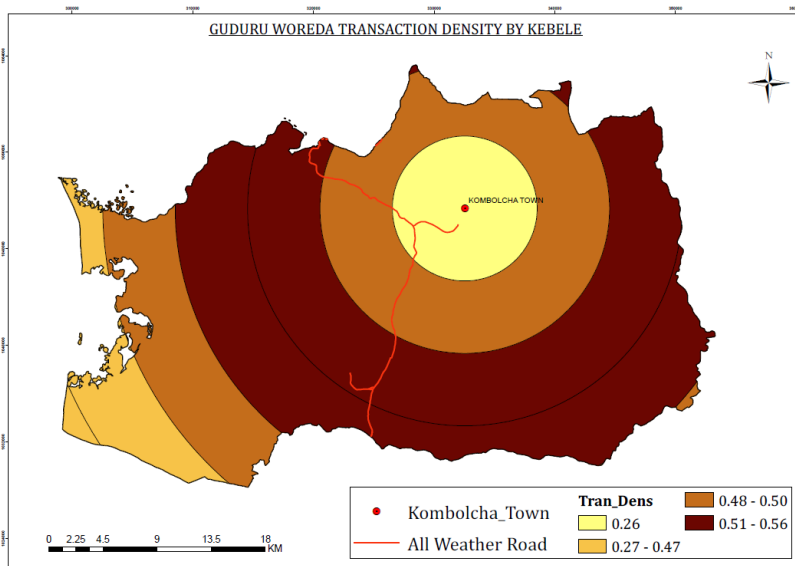 GUDURU WOREDA TRANSACTION DENSITY BY KEBELE
N
KOMBOLCHA TOWN
Kombolcha_Town
All Weather Road
Tran_Dens
0.26
0.27 - 0.47
0.48 - 0.50
0.51 - 0.56
0 2.25 4.5 9 13.5 18
KM